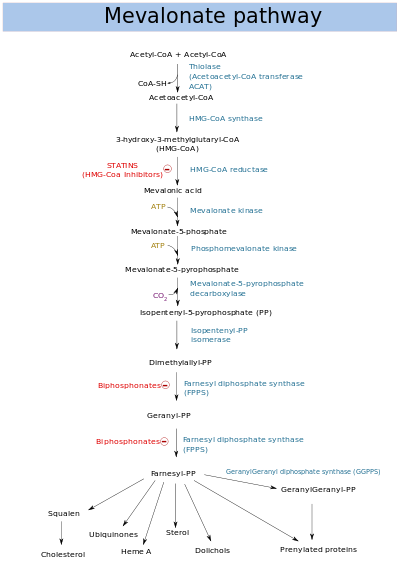 Mevalonate pathway
Acetyl-CoA + Acetyl-CoA
Thiolase
(Acetoacetyl-CoA transferase
ACAT)
CoA-SH
Acetoacetyl-CoA
HMG-CoA synthase
3-hydroxy-3-methylglutaryl-CoA
(HMG-CoA)
STATINS
(HMG-Coa Inhibitors)
HMG-CoA reductase
Mevalonic acid
ATP
Mevalonate kinase
Mevalonate-5-phosphate
ATP
Phosphomevalonate kinase
Mevalonate-5-pyrophosphate
Mevalonate-5-pyrophosphate
decarboxylase
CO2
Isopentenyl-5-pyrophosphate (PP)
Isopentenyl-PP
isomerase
Dimethylallyl-PP
Biphosphonates
Farnesyl diphosphate synthase
(FPPS)
Geranyl-PP
Biphosphonates
Farnesyl diphosphate synthase
(FPPS)
Farnesyl-PP
GeranylGeranyl diphosphate synthase (GGPPS)
GeranylGeranyl-PP
Squalen
Ubiquinones
Sterol
Cholesterol
Heme A
Dolichols
Prenylated proteins